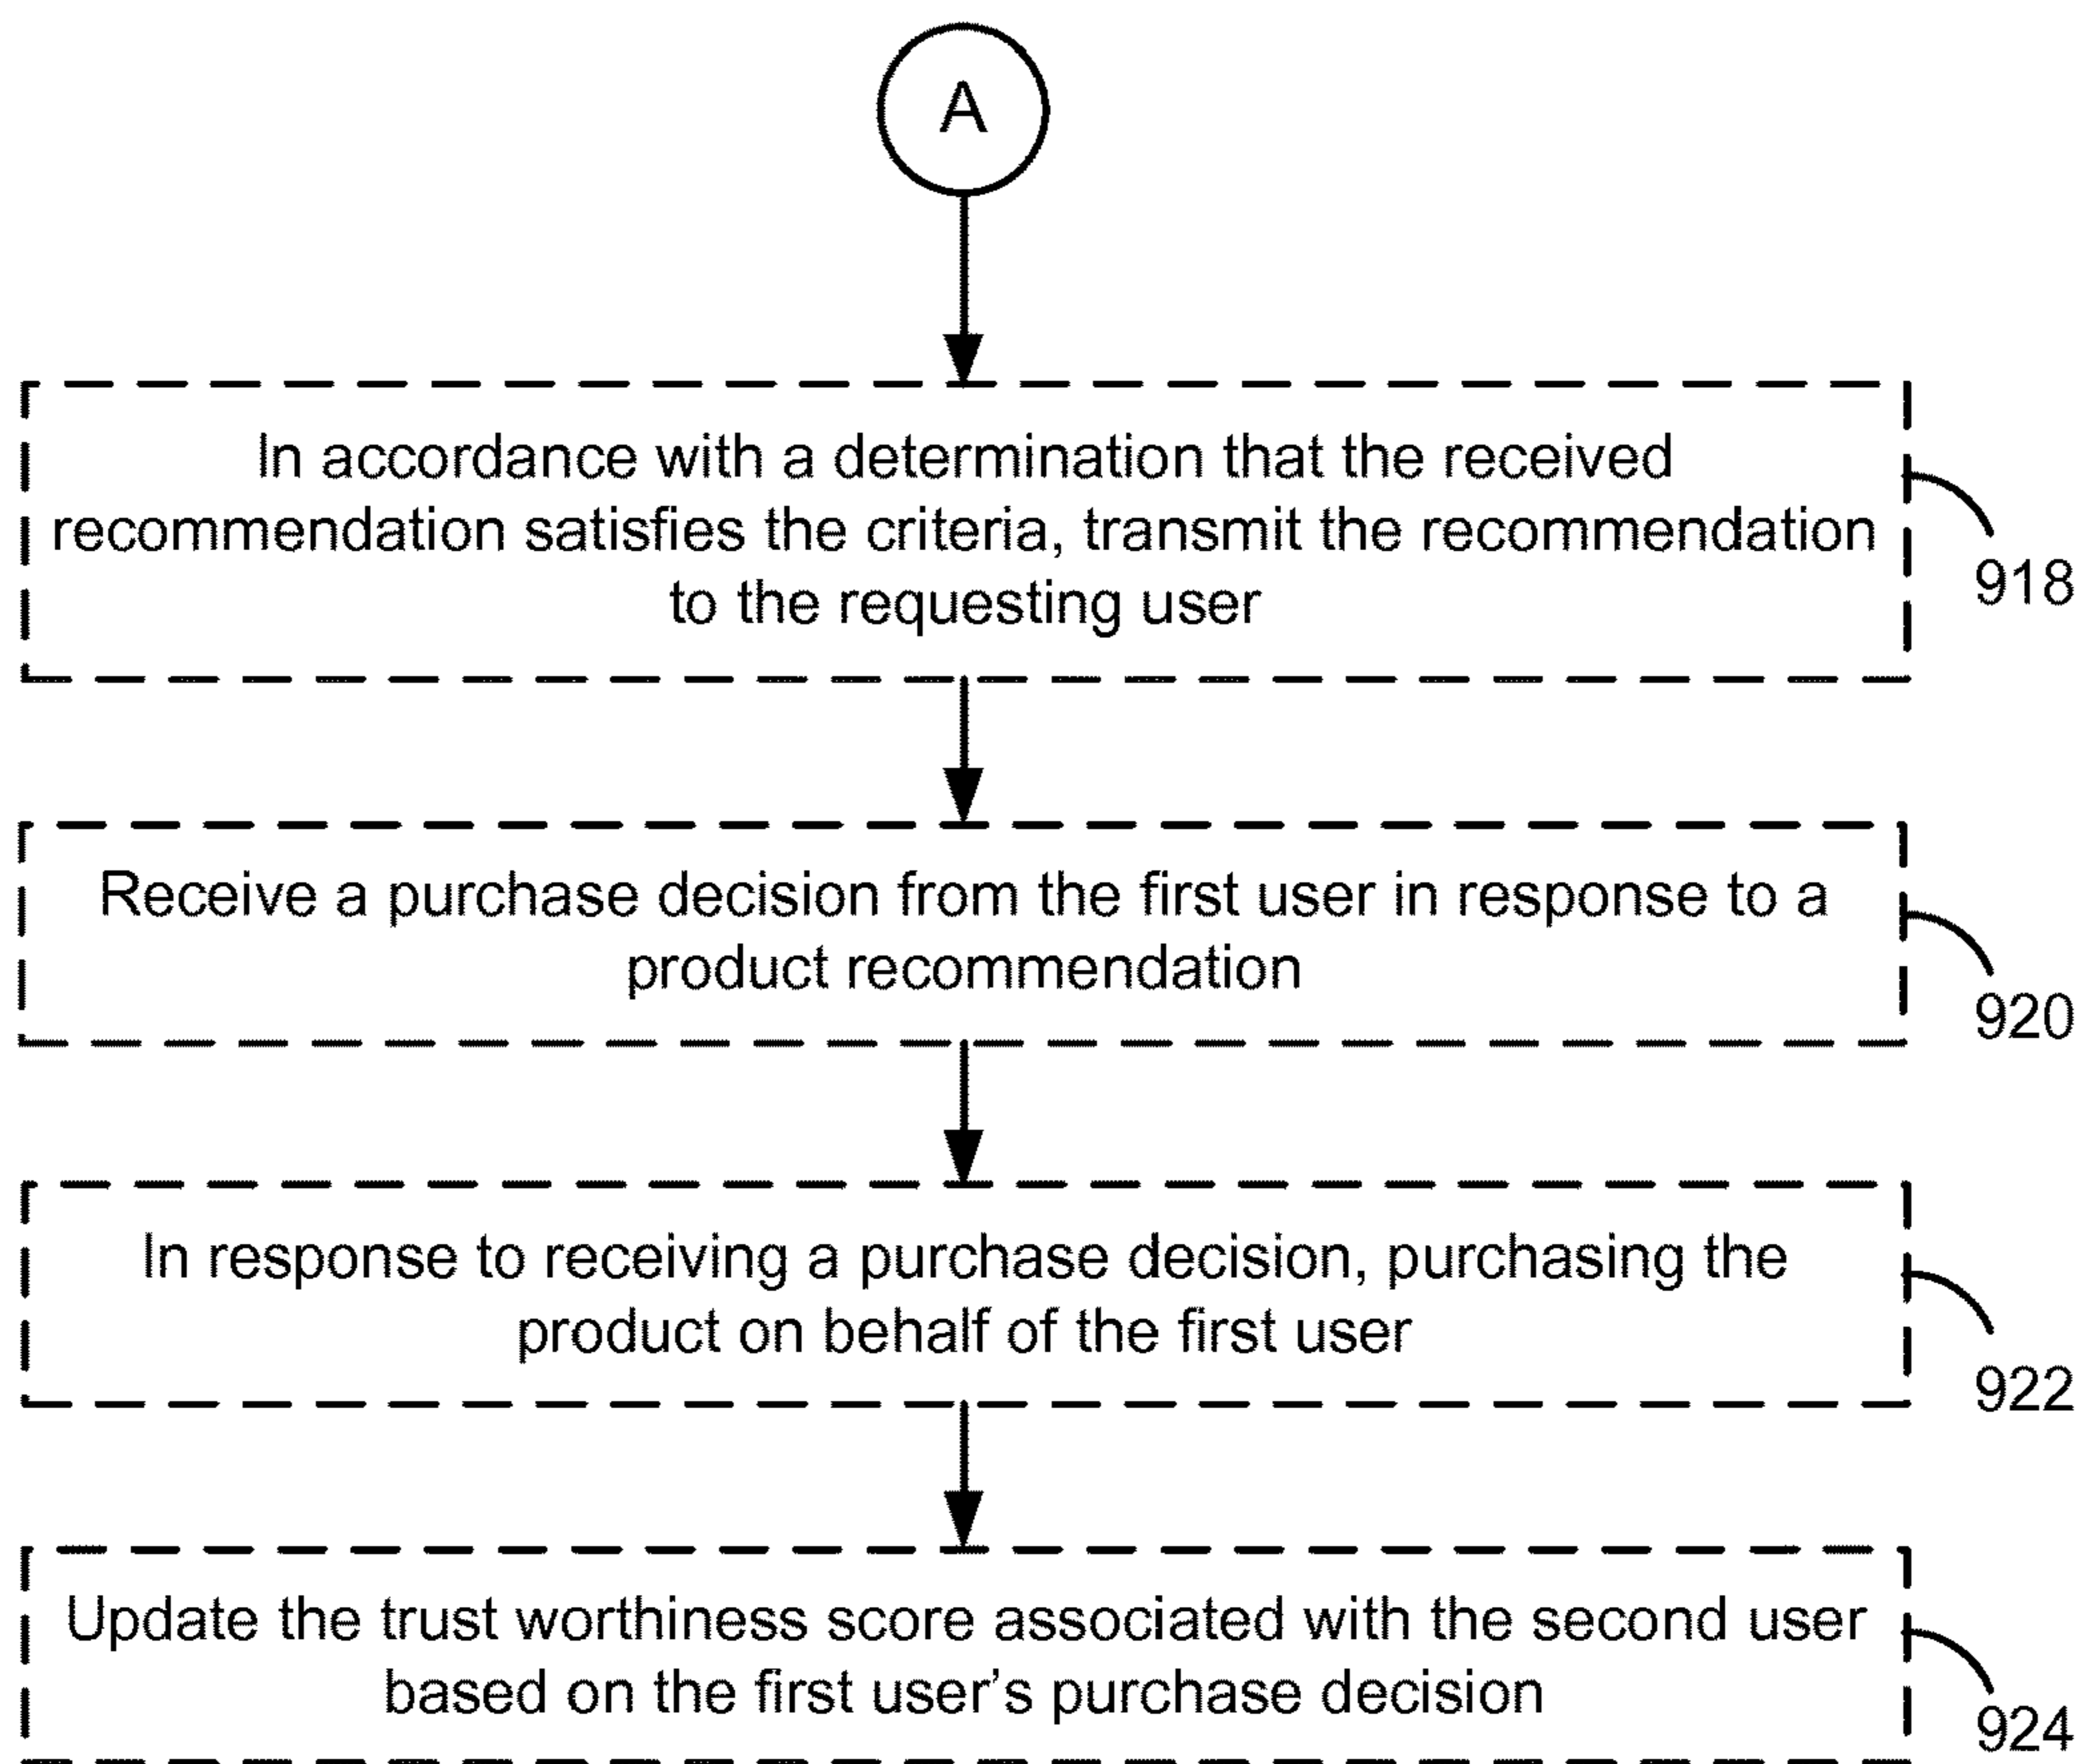 A
In accordance with a determination that the received
recommendation satisfies the criteria, transmit the recommendation
to the requesting user
918
Receive a purchase decision from the first user in response to a
product recommendation
920
In response to receiving a purchase decision, purchasing the
product on behalf of the first user
922
Update the trust worthiness score associated with the second user
based on the first user's purchase decision
924